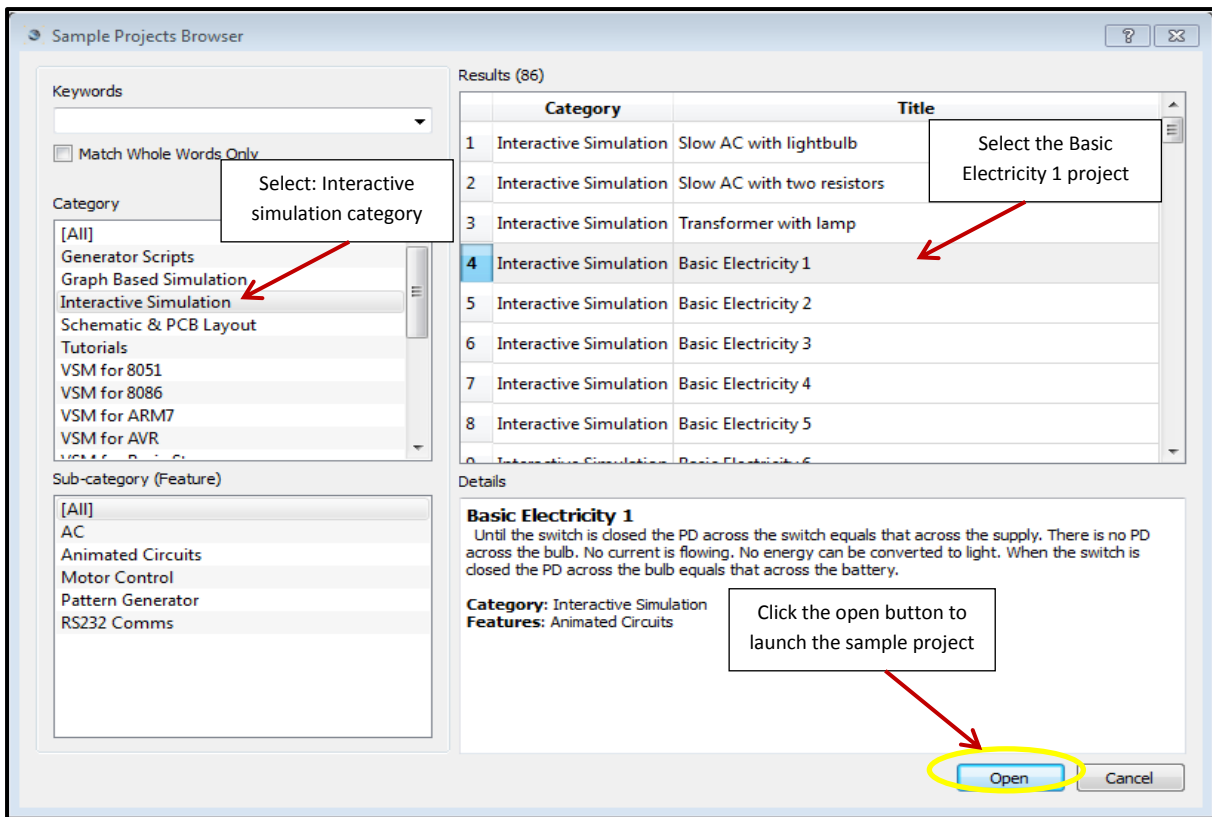 Sample Projects Browser
Keywords
Match Whole Words Only
Select: Interactive
simulation category
Category
[All]
Generator Scripts
Graph Based Simulation
Interactive Simulation
Schematic & PCB Layout
Tutorials
VSM for 8051
VSM for 8086
VSM for ARM7
VSM for AVR
Sub-category (Feature)
[All]
AC
Animated Circuits
Motor Control
Pattern Generator
RS232 Comms
Results (86)
Category Title
1 Interactive Simulation Slow AC with lightbulb
2 Interactive Simulation Slow AC with two resistors
3 Interactive Simulation Transformer with lamp
4 Interactive Simulation Basic Electricity 1
5 Interactive Simulation Basic Electricity 2
6 Interactive Simulation Basic Electricity 3
7 Interactive Simulation Basic Electricity 4
8 Interactive Simulation Basic Electricity 5
Interactive Simulation Basic Electricity 6
Select the Basic
Electricity 1 project
Details
Basic Electricity 1
Until the switch is closed the PD across the switch equals that across the supply. There is no PD
across the bulb. No current is flowing. No energy can be converted to light. When the switch is
closed the PD across the bulb equals that across the battery.
Category: Interactive Simulation
Features: Animated Circuits
Click the open button to
launch the sample project
Open Cancel